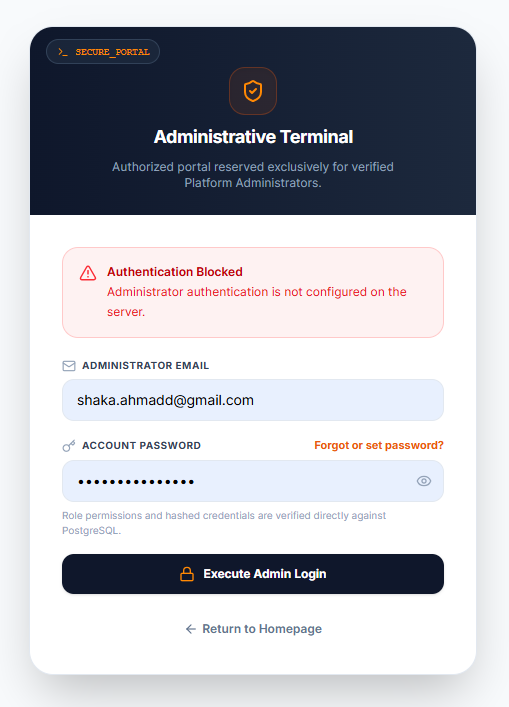 >_ SECURE_PORTAL
Administrative Terminal
Authorized portal reserved exclusively for verified
Platform Administrators.
Authentication Blocked
Administrator authentication is not configured on the
server.
ADMINISTRATOR EMAIL
shaka.ahmadd@gmail.com
ACCOUNT PASSWORD
Forgot or set password?
•••••••••••••••
Role permissions and hashed credentials are verified directly against
PostgreSQL.
Execute Admin Login
← Return to Homepage